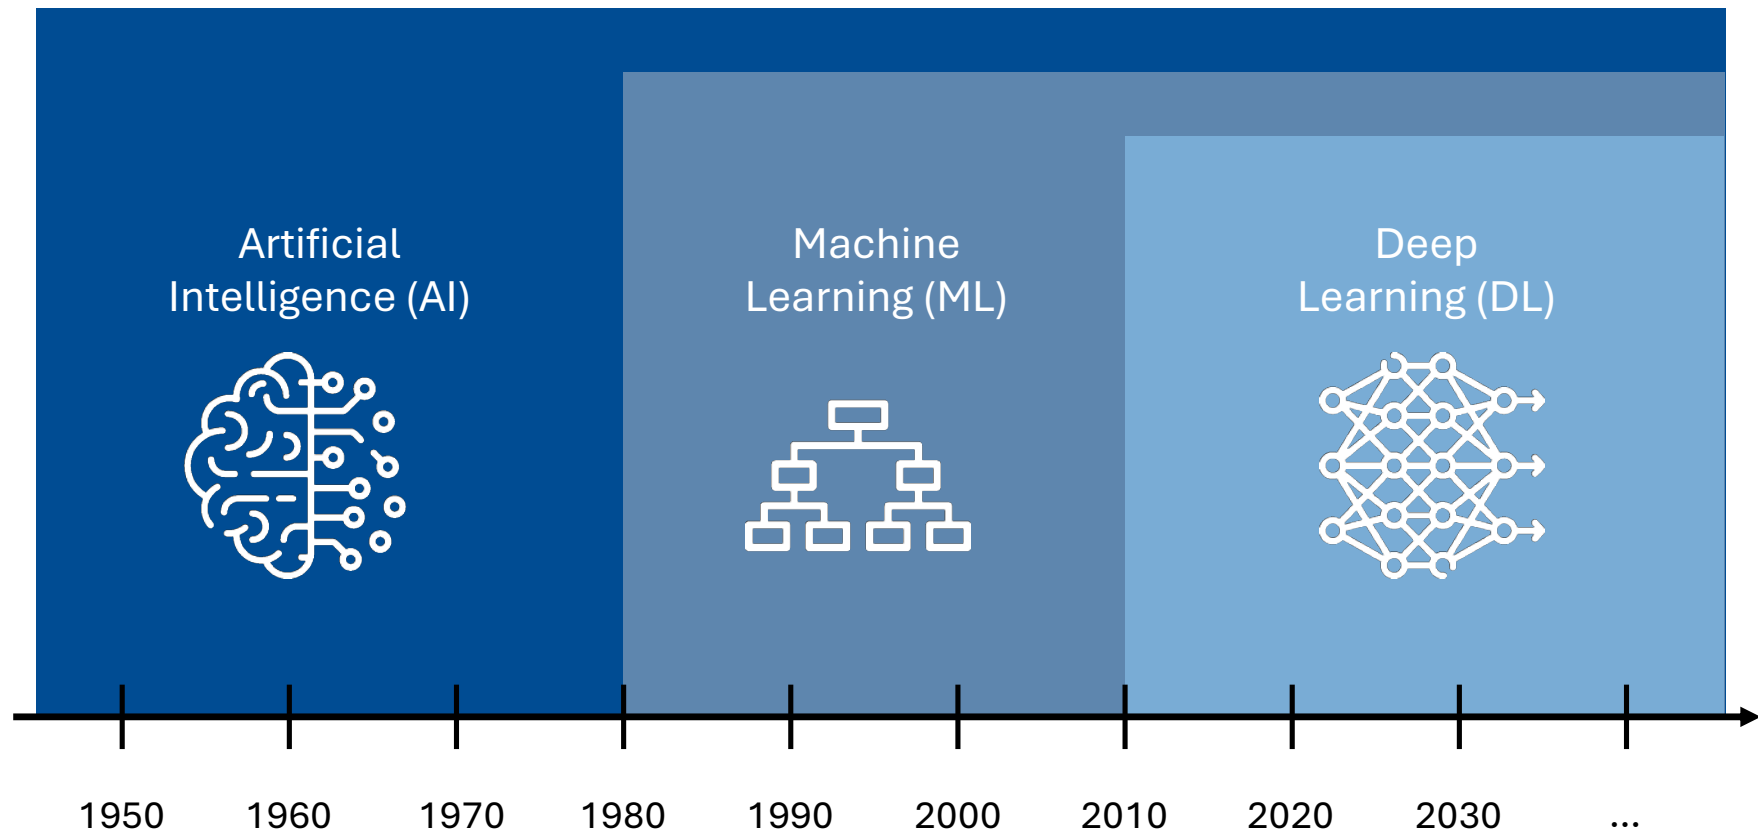 Artificial
Intelligence (AI)
Machine
Learning (ML)
Deep
Learning (DL)
1950 1960 1970 1980 1990 2000 2010 2020 2030 ...